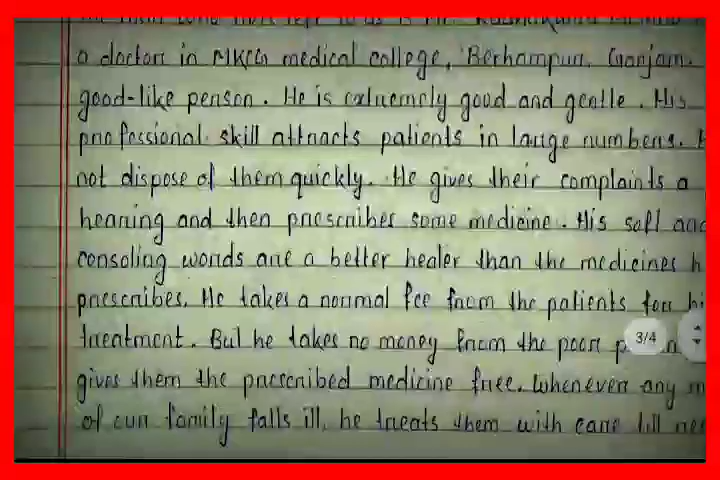 a doctor in MKCG medical college, Berhampur, Ganjam.
good-like person. He is extremely good and gentle. His
professional skill attracts patients in large numbers.
not dispose of them quickly. He gives their complaints a
hearing and then prescribes some medicine. His soft and
consoling words are a better healer than the medicines h
prescribes. He takes a normal fee from the patients for hi
treatment. But he takes no money from the poor p
3/4
gives them the prescribed medicine free. Whenever any m
of our family falls ill, he treats them with care till